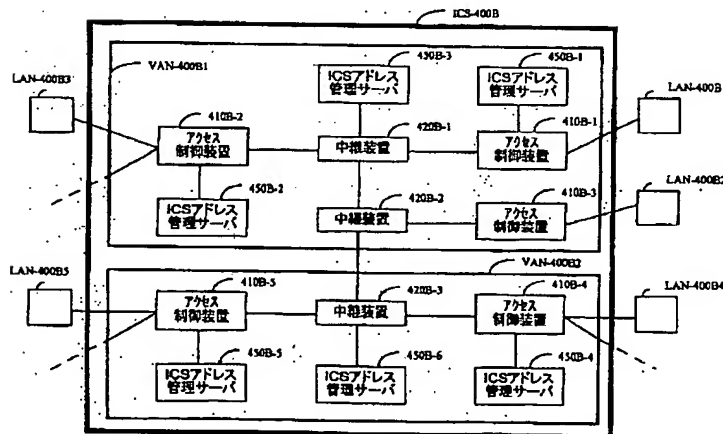 ICS-400B
VAN-400B1
LAN-400B3
450B-3
ICSアドレス
管理サーバ
450B-1
ICSアドレス
管理サーバ
LAN-400B
410B-2
アクセス
制御装置
420B-1
中継装置
410B-1
アクセス
制御装置
450B-2
ICSアドレス
管理サーバ
420B-2
中継装置
410B-3
アクセス
制御装置
LAN-400B2
VAN-400B2
LAN-400B5
410B-5
アクセス
制御装置
420B-3
中継装置
410B-4
アクセス
制御装置
LAN-400B4
450B-5
ICSアドレス
管理サーバ
450B-6
ICSアドレス
管理サーバ
450B-4
ICSアドレス
管理サーバ